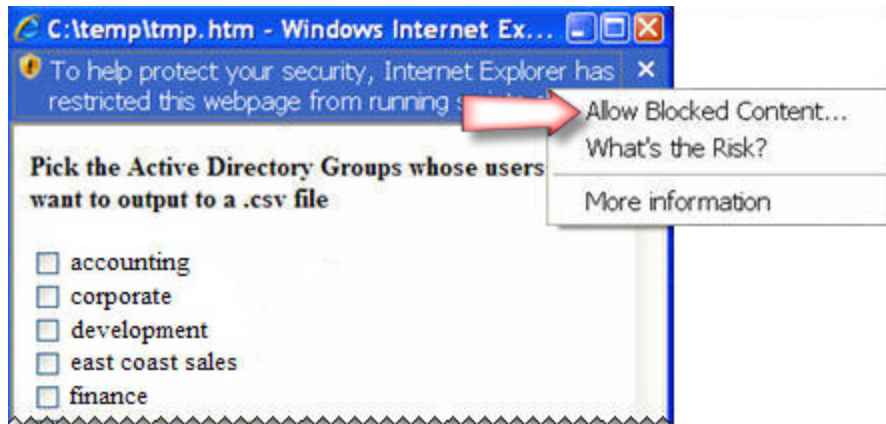 C:\temp\tmp.htm - Windows Internet Ex...
To help protect your security, Internet Explorer has
restricted this webpage from running
Allow Blocked Content...
What's the Risk?
More information
Pick the Active Directory Groups whose users
want to output to a .csv file
accounting
corporate
development
east coast sales
finance